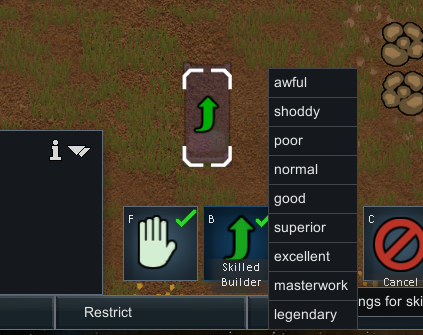 awful
shoddy
poor
normal
good
superior
excellent
masterwork
legendary
F
B
C
Skilled
Builder
Cancel
ngs for ski
Restrict